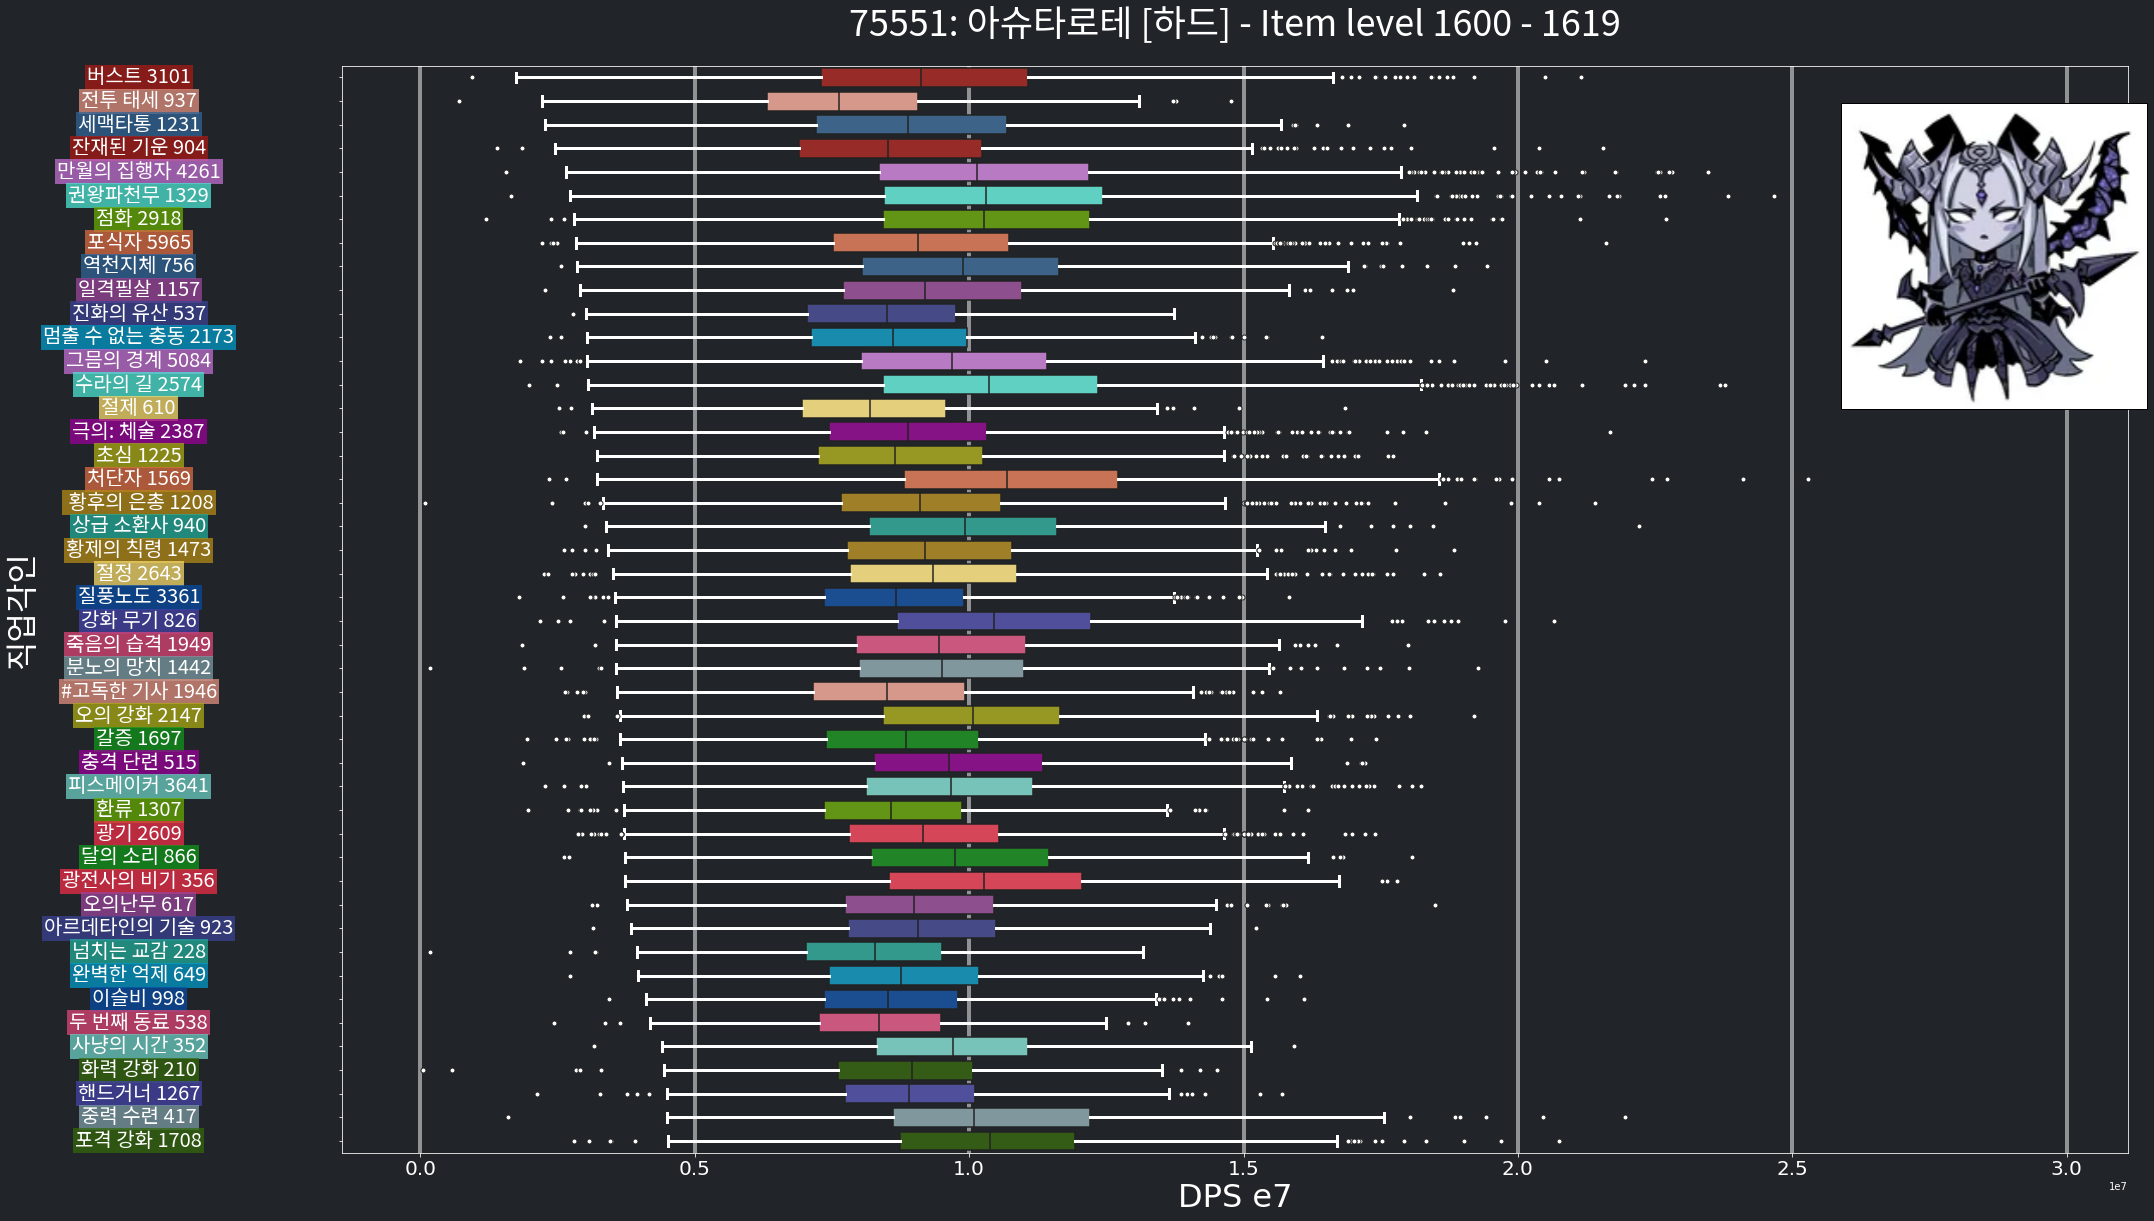 75551: 아슈타로테 [하드] - Item level 1600 - 1619
버스트 3101
전투 태세 937
세맥타통 1231
잔재된 기운 904
만월의 집행자 4261
권왕파천무 1329
점화 2918
포식자 5965
역천지체 756
일격필살 1157
진화의 유산 537
멈출 수 없는 충동 2173
그믐의 경계 5084
수라의 길 2574
절제 610
극의: 체술 2387
초심 1225
처단자 1569
황후의 은총 1208
상급 소환사 940
황제의 칙령 1473
절정 2643
질풍노도 3361
강화 무기 826
죽음의 습격 1949
분노의 망치 1442
#고독한 기사 1946
오의 강화 2147
갈증 1697
충격 단련 515
피스메이커 3641
환류 1307
광기 2609
달의 소리 866
광전사의 비기 356
오의난무 617
아르데타인의 기술 923
넘치는 교감 228
완벽한 억제 649
이슬비 998
두 번째 동료 538
사냥의 시간 352
화력 강화 210
핸드거너 1267
중력 수련 417
포격 강화 1708
직업각인
0.0 0.5 1.0 1.5 2.0 2.5 3.0
DPS e7
1e7